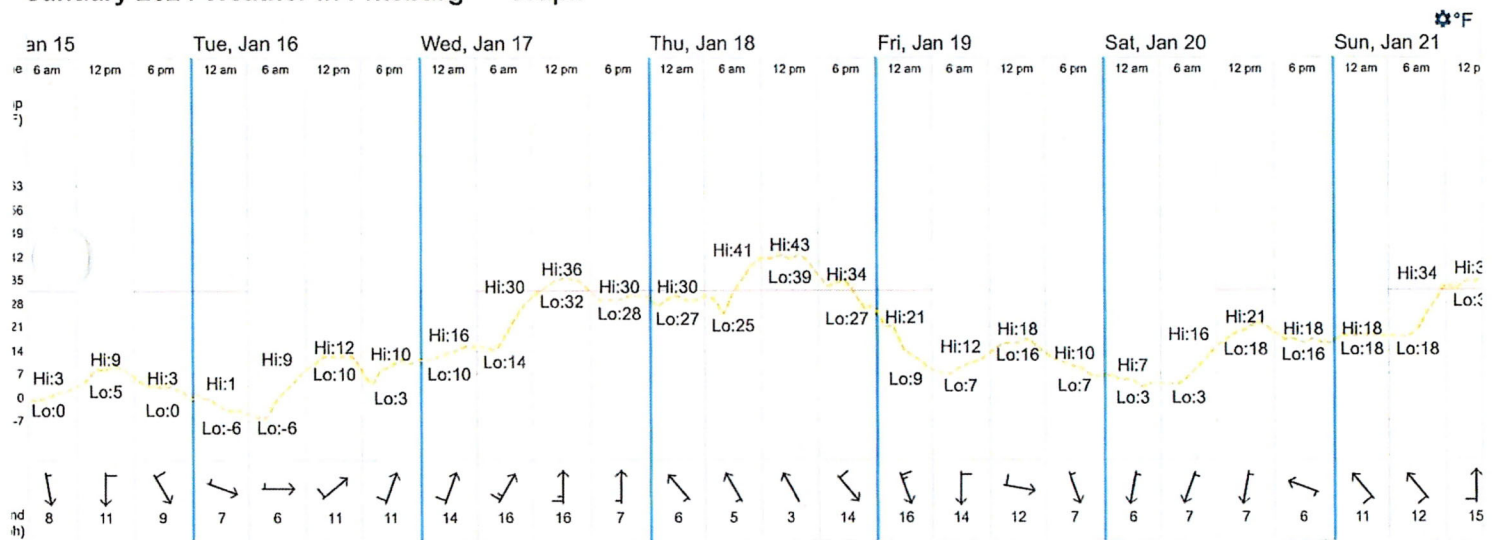 °F
an 15 Tue, Jan 16 Wed, Jan 17 Thu, Jan 18 Fri, Jan 19 Sat, Jan 20 Sun, Jan 21
6 am 12 pm 6 pm 12 am 6 am 12 pm 6 pm 12 am 6 am 12 pm 6 pm 12 am 6 am 12 pm 6 pm 12 am 6 am 12 pm 6 pm 12 am 6 am 12 pm 6 pm 12 am 6 am 12 p
42
35
28
21
14
7
0
-7
Hi:3 Hi:9 Hi:3 Hi:1 Hi:9 Hi:12 Hi:10 Hi:16 Hi:30 Hi:36 Hi:30 Hi:30 Hi:41 Hi:43 Hi:34 Hi:21 Hi:12 Hi:18 Hi:10 Hi:7 Hi:16 Hi:21 Hi:18 Hi:18 Hi:34
Lo:0 Lo:5 Lo:0 Lo:-6 Lo:-6 Lo:10 Lo:3 Lo:10 Lo:14 Lo:32 Lo:28 Lo:27 Lo:25 Lo:39 Lo:27 Lo:9 Lo:7 Lo:16 Lo:7 Lo:3 Lo:3 Lo:18 Lo:16 Lo:18 Lo:18
8 11 9 7 6 11 11 14 16 16 7 6 5 3 14 16 14 12 7 6 7 7 6 11 12 15